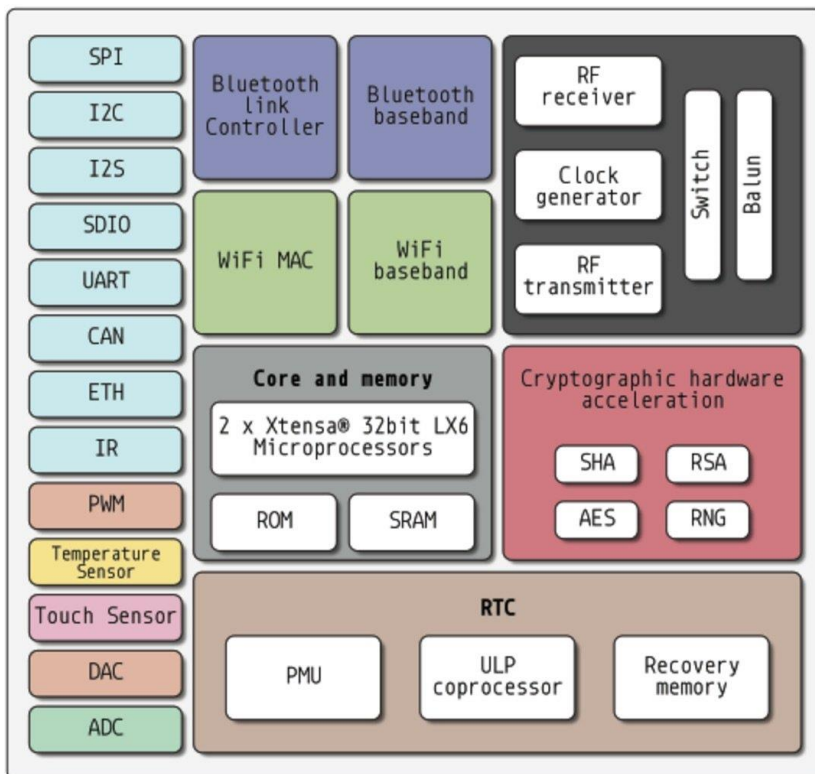 SPI
I2C
I2S
SDIO
UART
CAN
ETH
IR
PWM
Temperature
Sensor
Touch Sensor
DAC
ADC
Bluetooth
link
Controller
Bluetooth
baseband
WiFi MAC
WiFi
baseband
RF
receiver
Clock
generator
RF
transmitter
Switch
Balun
Core and memory
2 x Xtensa® 32bit LX6
Microprocessors
ROM
SRAM
Cryptographic hardware
acceleration
SHA
RSA
AES
RNG
RTC
PMU
ULP
coprocessor
Recovery
memory